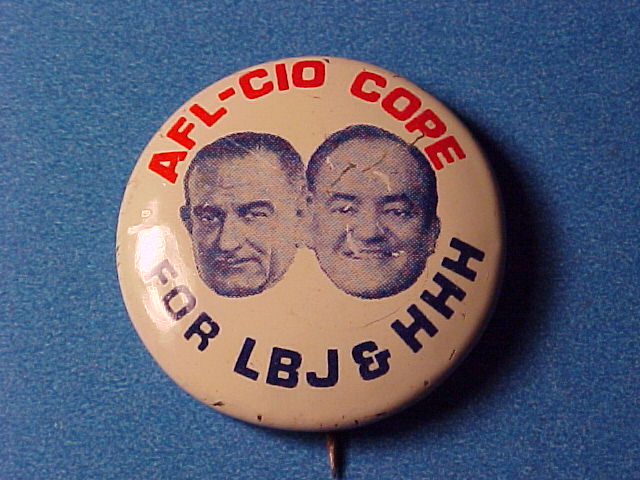 AFL-CIO COPE
FOR LBJ & HHH